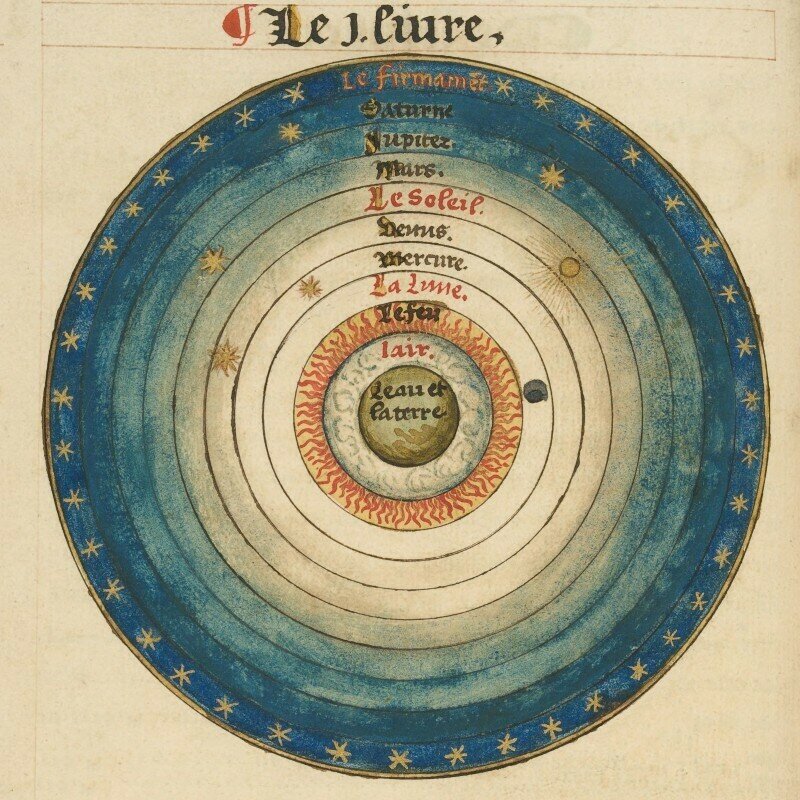 ¶ Le j. liure,
Le firmamēt
Saturne
Jupiter.
Mars.
Le Soleil.
Venus.
Mercure.
La Lune.
Le feu
lair.
Leau et
la terre